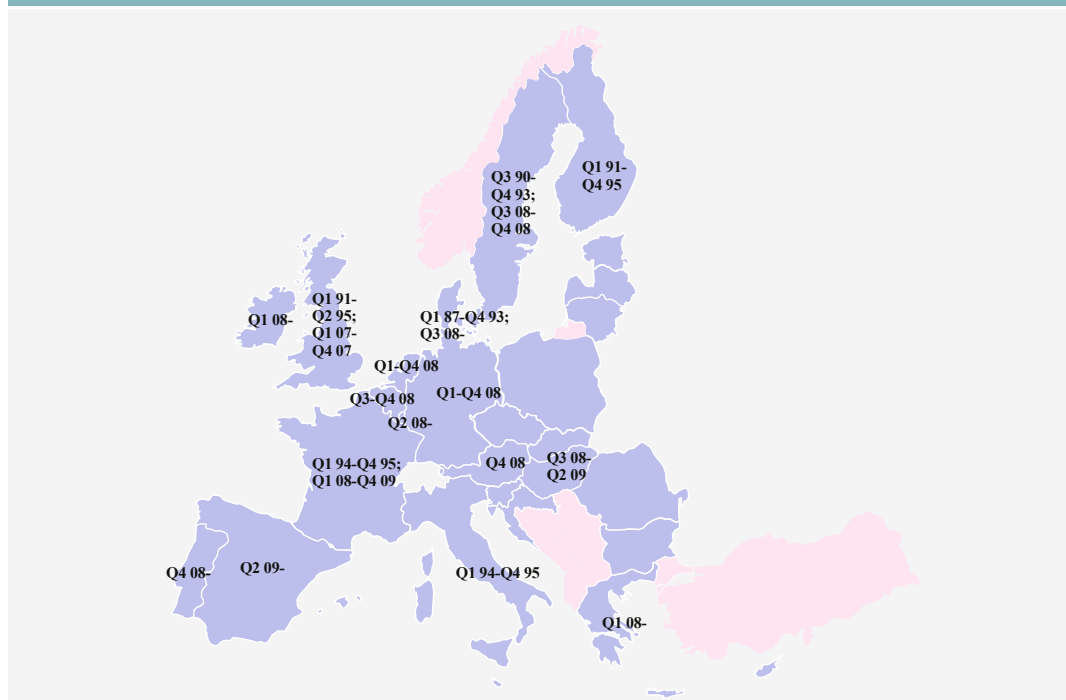 Q3 90-
Q4 93;
Q3 08-
Q4 08
Q1 91-
Q4 95
Q1 08-
Q1 91-
Q2 95;
Q1 07-
Q4 07
Q1 87-Q4 93;
Q3 08-
Q1-Q4 08
Q3-Q4 08
Q1-Q4 08
Q2 08-
Q1 94-Q4 95;
Q1 08-Q4 09
Q4 08
Q3 08-
Q2 09
Q4 08-
Q2 09-
Q1 94-Q4 95
Q1 08-